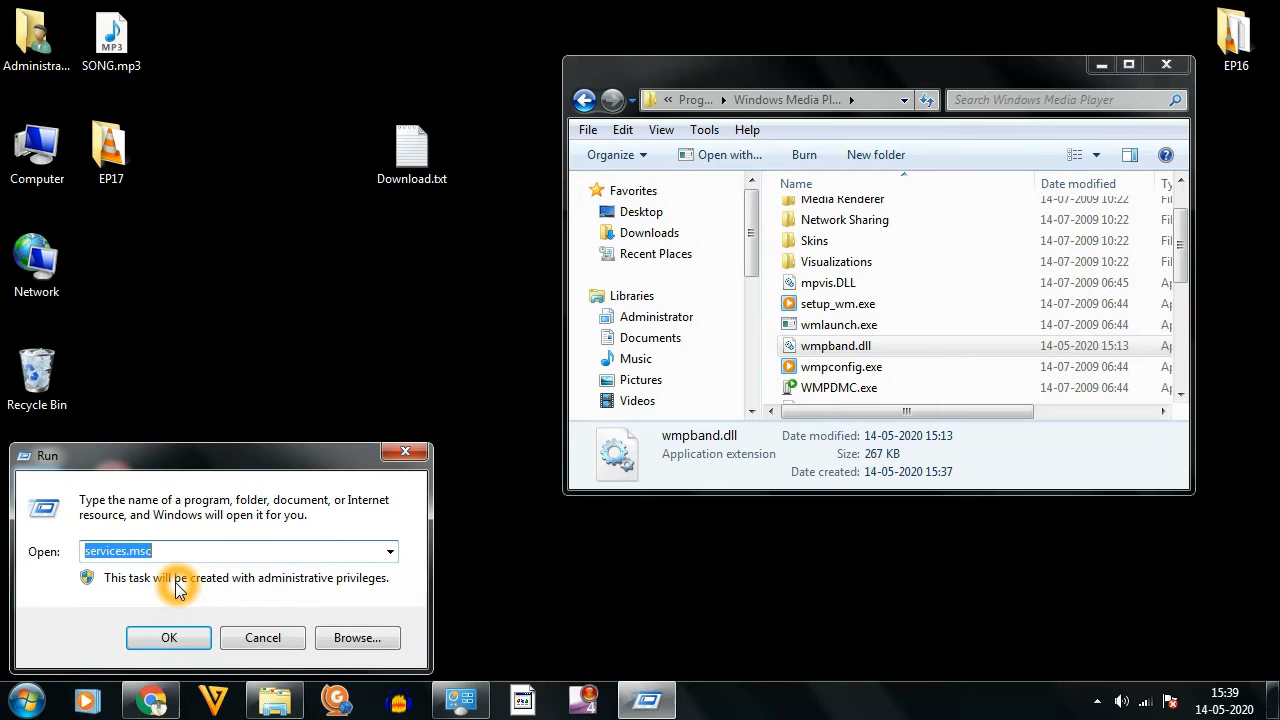 Administra...
SONG.mp3
MP3
EP16
Computer
EP17
Download.txt
Network
Recycle Bin
« Prog...
Windows Media Pl...
Search Windows Media Player
File Edit View Tools Help
Organize
Open with...
Burn
New folder
Favorites
Desktop
Downloads
Recent Places
Libraries
Administrator
Documents
Music
Pictures
Videos
Name Date modified Ty
Media Renderer 14-07-2009 10:22 Fil
Network Sharing 14-07-2009 10:22 Fil
Skins 14-07-2009 10:22 Fil
Visualizations 14-07-2009 10:22 Fil
mpvis.DLL 14-07-2009 06:45 Ap
setup_wm.exe 14-07-2009 06:44 Ap
wmlaunch.exe 14-07-2009 06:44 Ap
wmpband.dll 14-05-2020 15:13 Ap
wmpconfig.exe 14-07-2009 06:44 Ap
WMPDMC.exe 14-07-2009 06:44 Ap
wmpband.dll
Application extension
Date modified: 14-05-2020 15:13
Size: 267 KB
Date created: 14-05-2020 15:37
Run
Type the name of a program, folder, document, or Internet
resource, and Windows will open it for you.
Open: services.msc
This task will be created with administrative privileges.
OK Cancel Browse...
4
15:39
14-05-2020